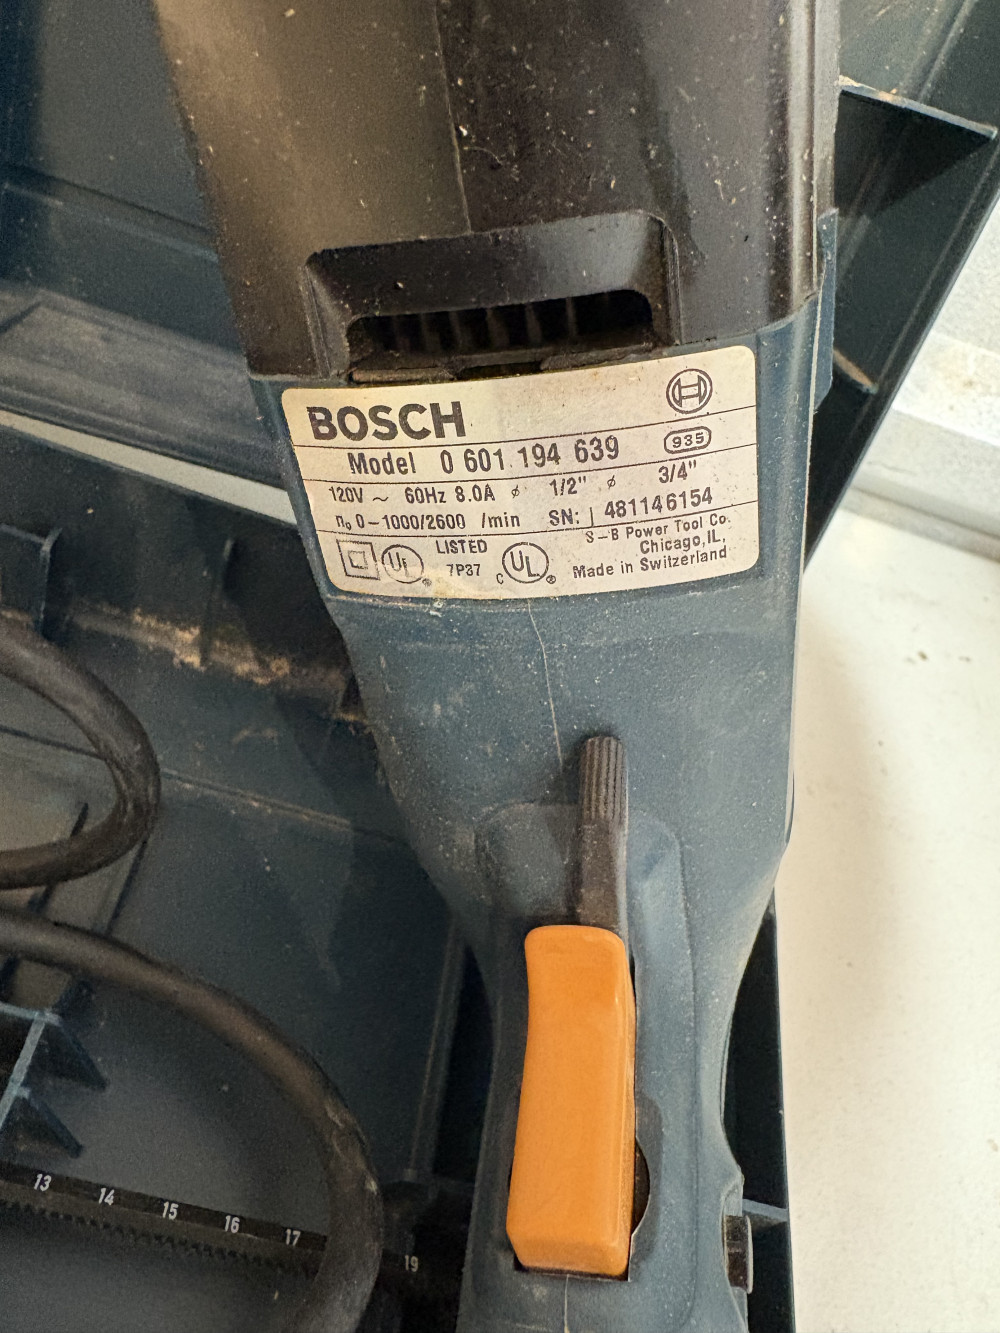 BOSCH
Model 0 601 194 639 935
120V ~ 60Hz 8.0A ⌀ 1/2" ⌀ 3/4"
n₀ 0-1000/2600 /min SN: 481146154
S-B Power Tool Co.
Chicago, IL,
Made in Switzerland
UL ® LISTED
7P37 C UL ®
13 14 15 16 17 19